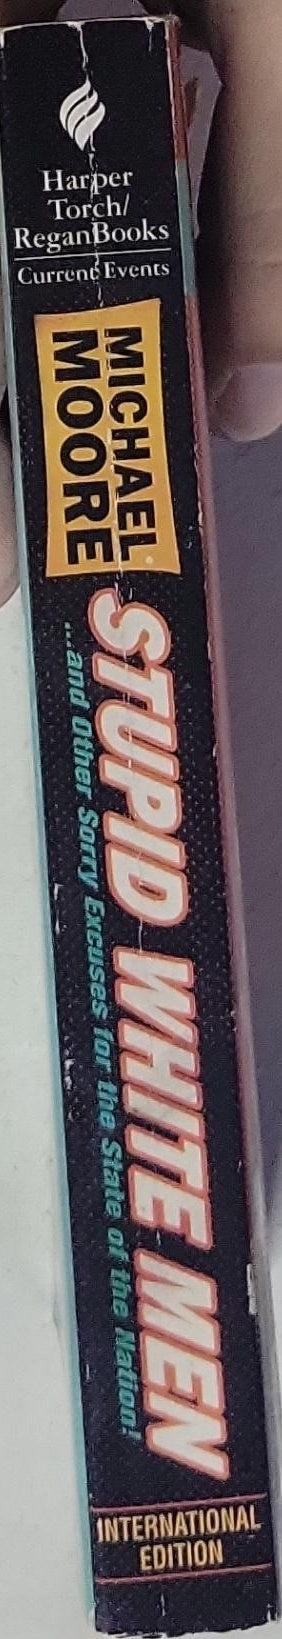 Harper
Torch/
ReganBooks
Current Events
MICHAEL
MOORE
STUPID WHITE MEN
...and Other Sorry Excuses for the State of the Nation!
INTERNATIONAL
EDITION